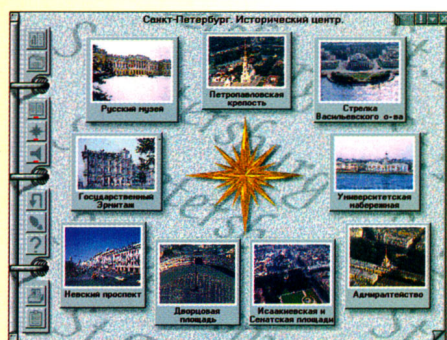 Санкт-Петербург. Исторический центр.
Русский музей
Петропавловская
крепость
Стрелка
Васильевского о-ва
Государственный
Эрмитаж
Университетская
набережная
Невский проспект
Дворцовая
площадь
Исаакиевская и
Сенатская площади
Адмиралтейство